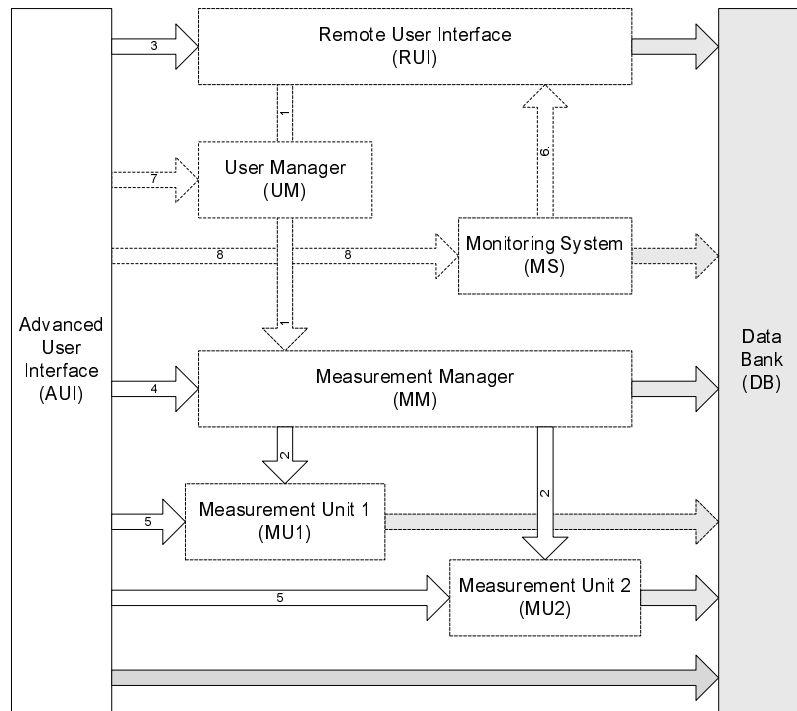 3
Remote User Interface
(RUI)
1
7
User Manager
(UM)
6.
8
8
Monitoring System
(MS)
1
Advanced
User
Interface
(AUI)
Data
Bank
(DB)
4
Measurement Manager
(MM)
2
2
5
Measurement Unit 1
(MU1)
5
Measurement Unit 2
(MU2)